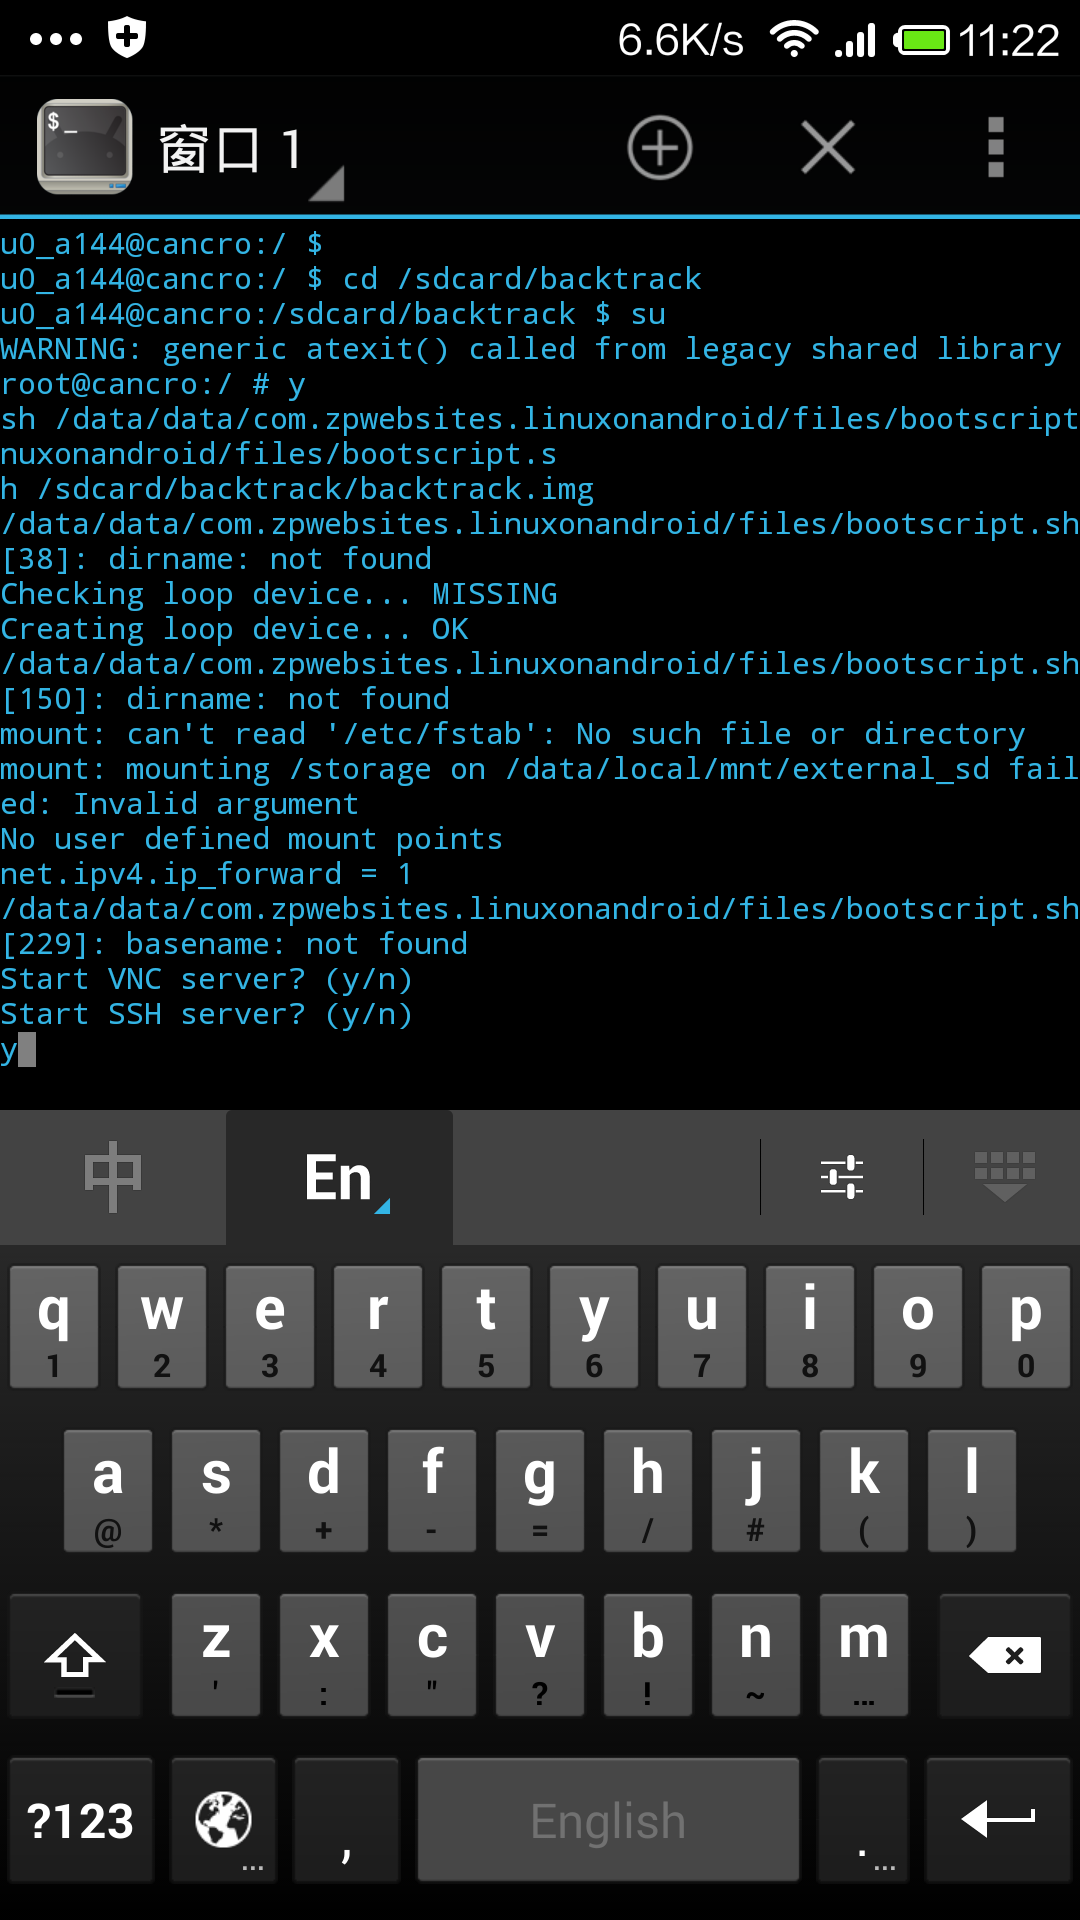 6.6K/s 11:22
$_ 窗口 1
u0_a144@cancro:/ $
u0_a144@cancro:/ $ cd /sdcard/backtrack
u0_a144@cancro:/sdcard/backtrack $ su
WARNING: generic atexit() called from legacy shared library
root@cancro:/ # y
sh /data/data/com.zpwebsites.linuxonandroid/files/bootscript
nuxonandroid/files/bootscript.s
h /sdcard/backtrack/backtrack.img
/data/data/com.zpwebsites.linuxonandroid/files/bootscript.sh
[38]: dirname: not found
Checking loop device... MISSING
Creating loop device... OK
/data/data/com.zpwebsites.linuxonandroid/files/bootscript.sh
[150]: dirname: not found
mount: can't read '/etc/fstab': No such file or directory
mount: mounting /storage on /data/local/mnt/external_sd fail
ed: Invalid argument
No user defined mount points
net.ipv4.ip_forward = 1
/data/data/com.zpwebsites.linuxonandroid/files/bootscript.sh
[229]: basename: not found
Start VNC server? (y/n)
Start SSH server? (y/n)
y
中 En
q w e r t y u i o p
1 2 3 4 5 6 7 8 9 0
a s d f g h j k l
@ * + - = / # ( )
z x c v b n m
' : " ? ! ~ ...
?123 ... , English . ...